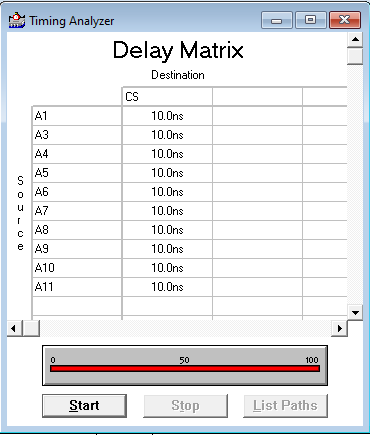 Timing Analyzer
Delay Matrix
Destination
CS
Source
A1 10.0ns
A3 10.0ns
A4 10.0ns
A5 10.0ns
A6 10.0ns
A7 10.0ns
A8 10.0ns
A9 10.0ns
A10 10.0ns
A11 10.0ns
0 50 100
Start Stop List Paths